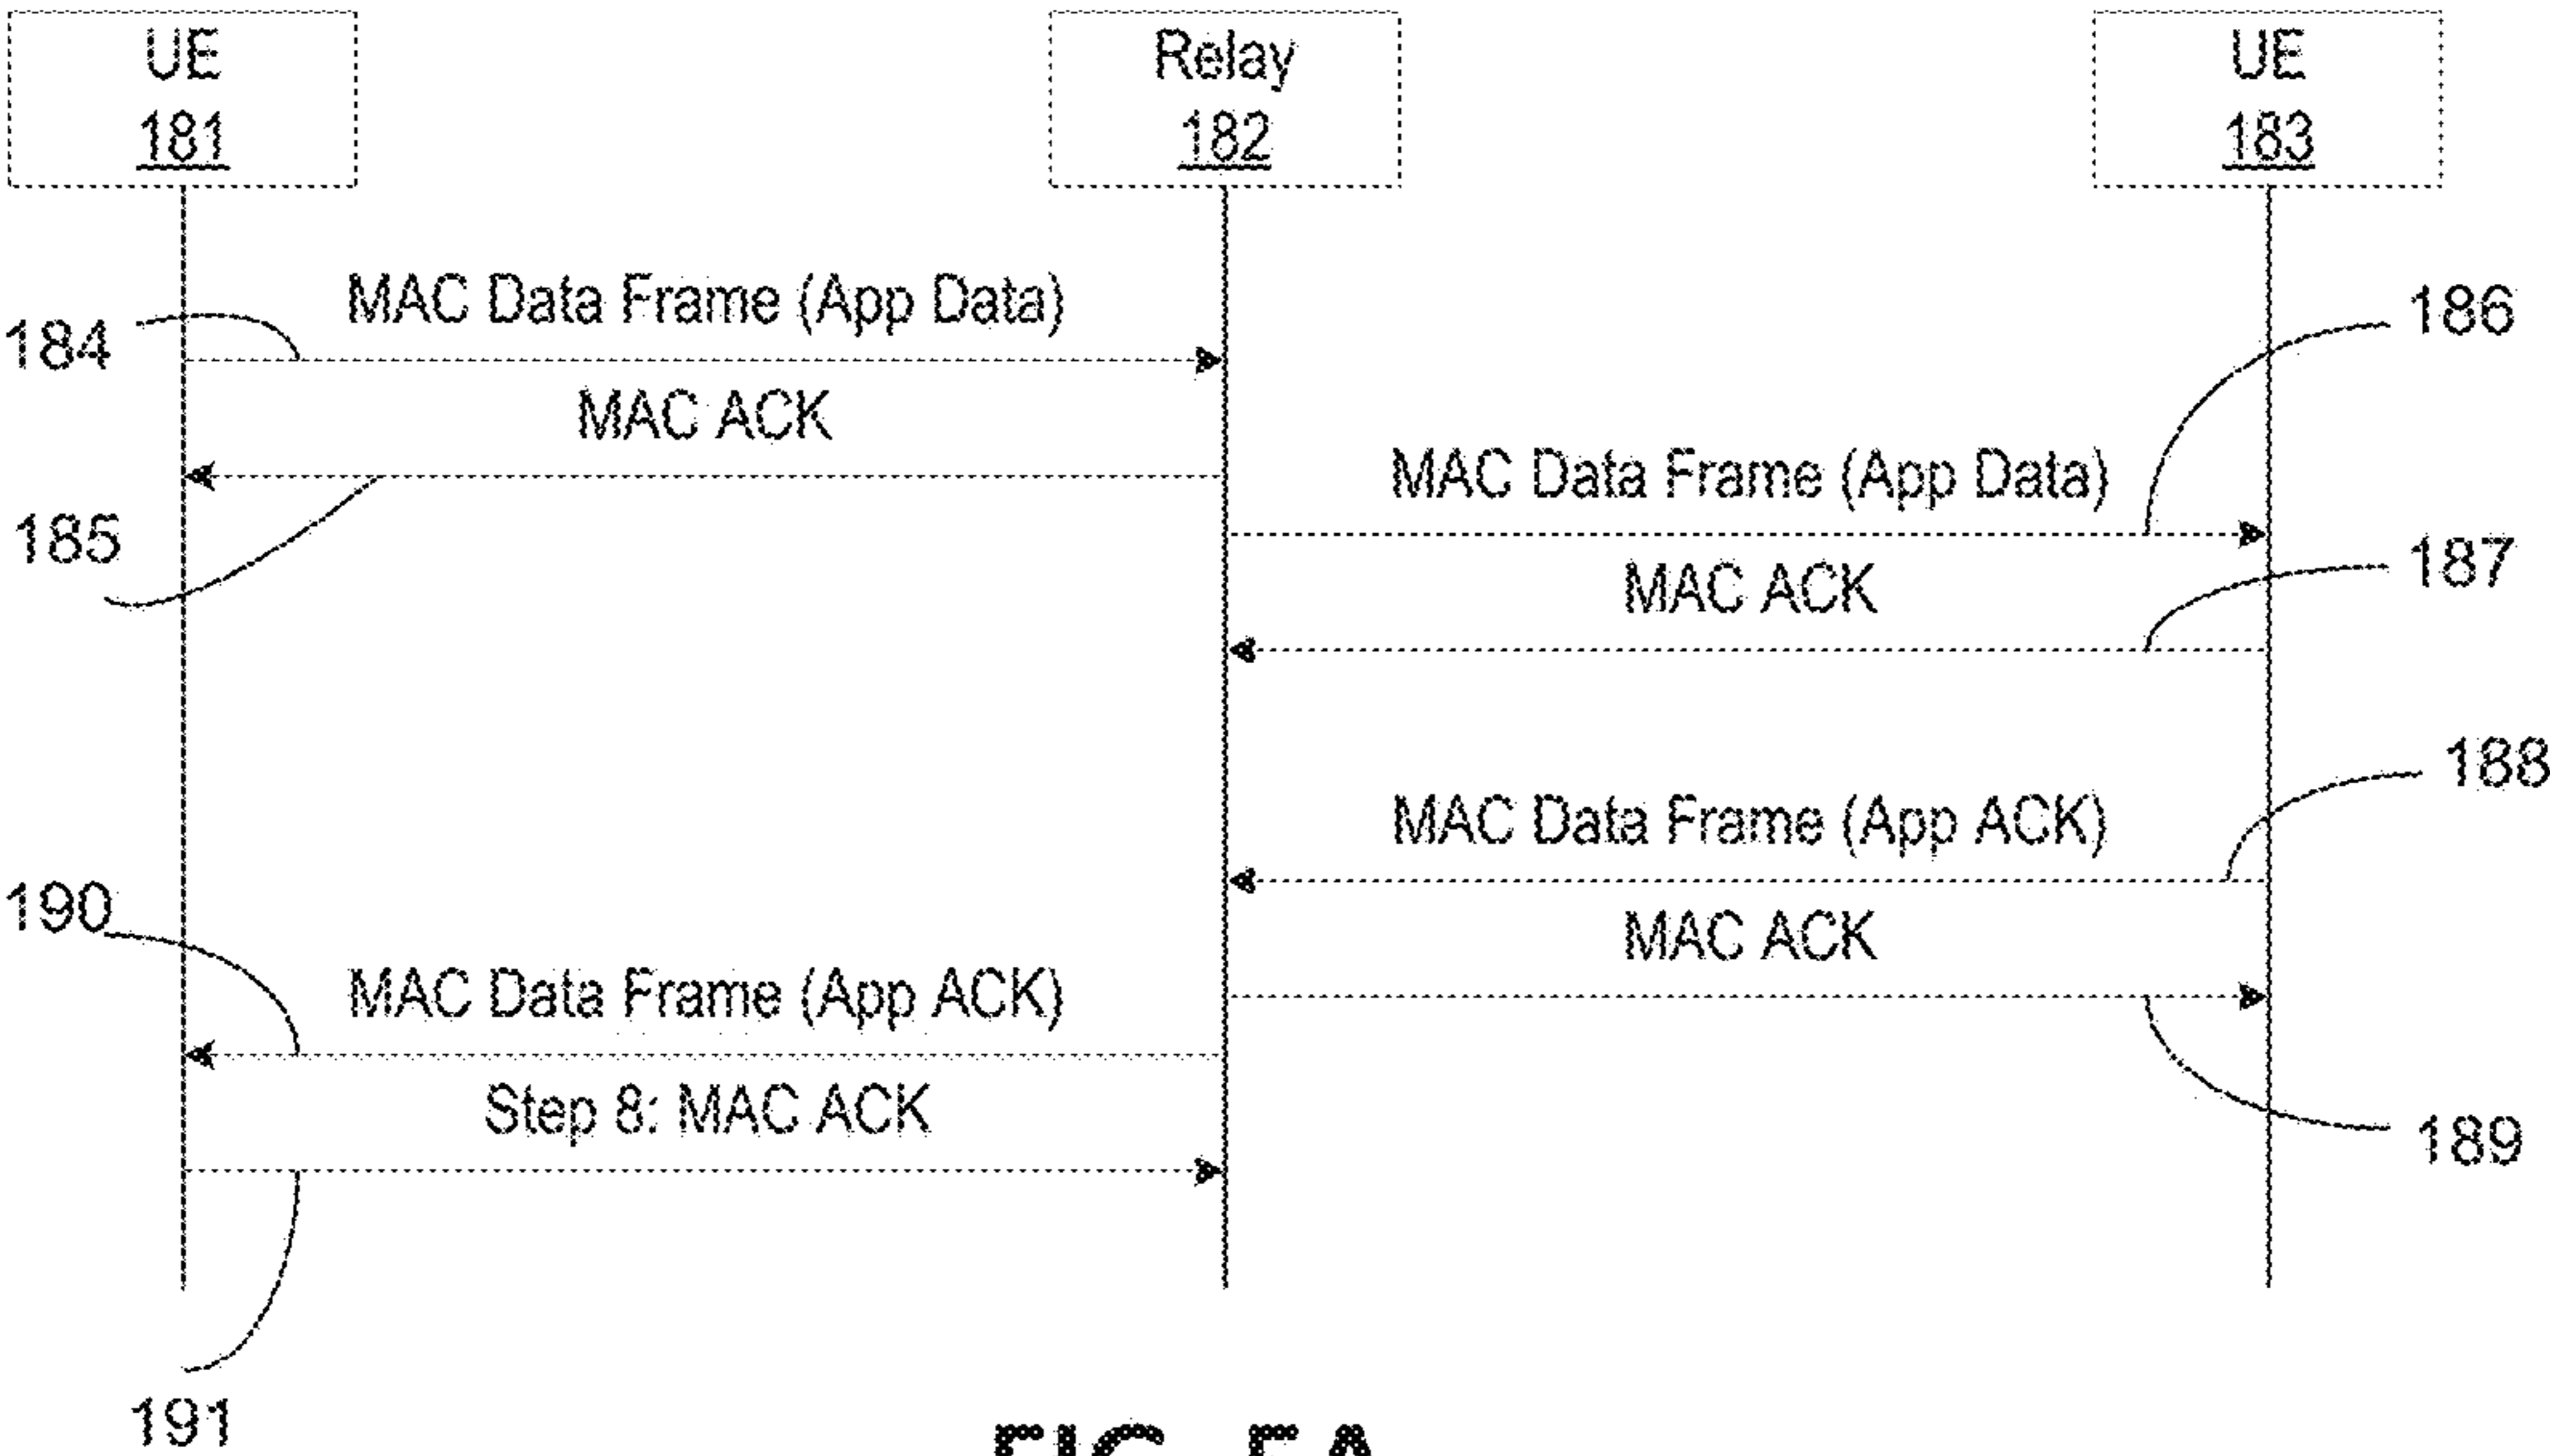 UE
181
Relay
182
UE
183
MAC Data Frame (App Data)
184
186
MAC ACK
MAC Data Frame (App Data)
185
187
MAC ACK
188
MAC Data Frame (App ACK)
190
MAC ACK
MAC Data Frame (App ACK)
Step 8: MAC ACK
189
191
FIG. 5A